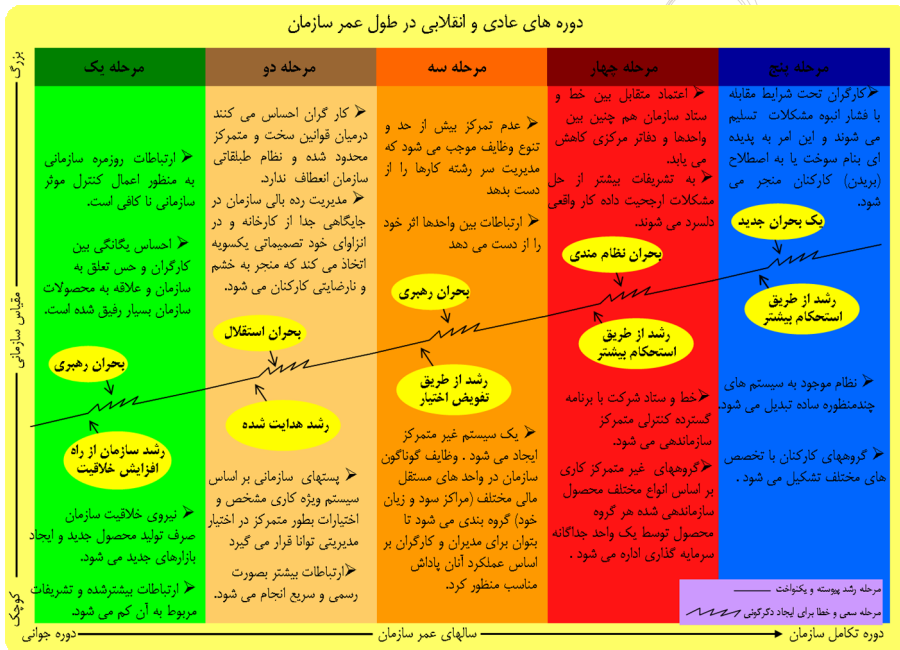 دوره های عادی و انقلابی در طول عمر سازمان
بزرگ
مقیاس سازمانی
کوچک
مرحله یک
ارتباطات روزمره سازمانی
به منظور اعمال کنترل موثر
سازمانی نا کافی است.
احساس یگانگی بین
کارگران و حس تعلق به
سازمان و علاقه به محصولات
سازمان بسیار رفیق شده است.
بحران رهبری
رشد سازمان از راه
افزایش خلاقیت
نیروی خلاقیت سازمان
صرف تولید محصول جدید و ایجاد
بازارهای جدید می شود.
ارتباطات بیشترشده و تشریفات
مربوط به آن کم می شود.
مرحله دو
کار گران احساس می کنند
درمیان قوانین سخت و متمرکز
محدود شده و نظام طبقلاتی
سازمان انعطاف ندارد.
مدیریت رده بالی سازمان در
جایگاهی جدا از کارخانه و در
انزاوای خود تصمیماتی یکسویه
اتخاذ می کند که منجر به خشم
و نارضایتی کارکنان می شود.
بحران استقلال
رشد هدایت شده
پستهای سازمانی بر اساس
سیستم ویژه کاری مشخص و
اختیارات بطور متمرکز در اختیار
مدیریتی توانا قرار می گیرد
ارتباطات بیشتر بصورت
رسمی و سریع انجام می شود.
مرحله سه
عدم تمرکز بیش از حد و
تنوع وظایف موجب می شود که
مدیریت سر رشته کارها را از
دست بدهد
ارتباطات بین واحدها اثر خود
را از دست می دهد
بحران رهبری
رشد از طریق
تفویض اختیار
یک سیستم غیر متمرکز
ایجاد می شود . وظایف گوناگون
سازمان در واحد های مستقل
مالی مختلف (مراکز سود و زیان
خود) گروه بندی می شود تا
بتوان برای مدیران و کارگران بر
اساس عملکرد آنان پاداش
مناسب منظور کرد.
مرحله چهار
اعتماد متقابل بین خط و
ستاد سازمان هم چنین بین
واحدها و دفاتر مرکزی کاهش
می یابد.
به تشریفات بیشتر از حل
مشکلات ارجحیت داده کار واقعی
دلسرد می شوند.
بحران نظام مندی
رشد از طریق
استحکام بیشتر
خط و ستاد شرکت با برنامه
گسترده کنترلی متمرکز
سازماندهی می شود.
گروههای غیر متمرکز کاری
بر اساس انواع مختلف محصول
سازماندهی شده هر گروه
محصول توسط یک واحد جداگانه
سرمایه گذاری اداره می شود .
مرحله پنج
کارگران تحت شرایط مقابله
با فشار انبوه مشکلات تسلیم
می شوند و این امر به پدیده
ای بنام سوخت یا به اصطلاح
(بریدن) کارکنان منجر می
شود.
یک بحران جدید
رشد از طریق
استحکام بیشتر
نظام موجود به سیستم های
چندمنظوره ساده تبدیل می شود.
گروههای کارکنان با تخصص
های مختلف تشکیل می شود .
مرحله رشد پیوسته و یکنواخت
مرحله سعی و خطا برای ایجاد دگرگونی
دوره جوانی
سالهای عمر سازمان
دوره تکامل سازمان